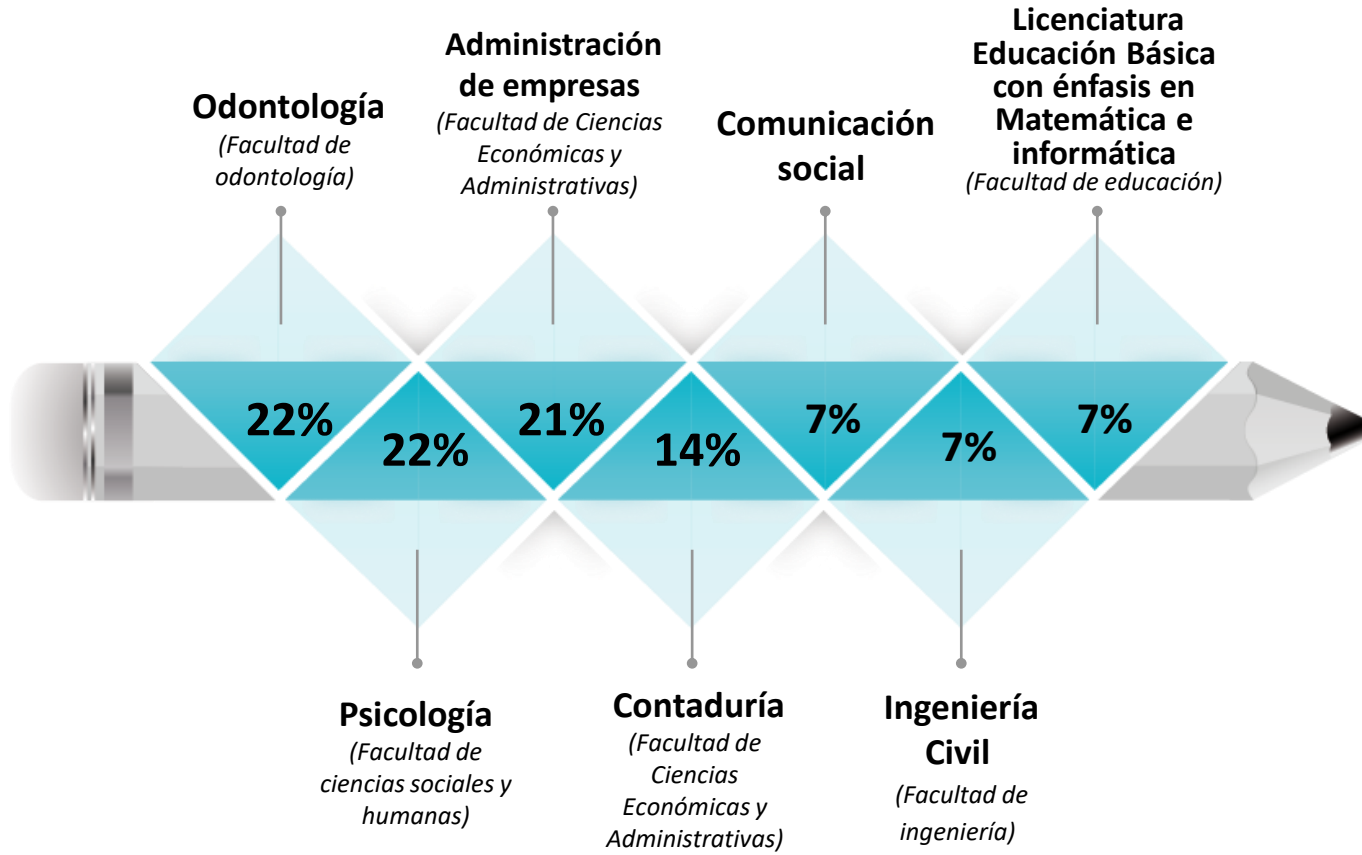 Odontología
(Facultad de
odontología)
Administración
de empresas
(Facultad de Ciencias
Económicas y
Administrativas)
Comunicación
social
Licenciatura
Educación Básica
con énfasis en
Matemática e
informática
(Facultad de educación)
22%
22%
21%
14%
7%
7%
7%
Psicología
(Facultad de
ciencias sociales y
humanas)
Contaduría
(Facultad de
Ciencias
Económicas y
Administrativas)
Ingeniería
Civil
(Facultad de
ingeniería)